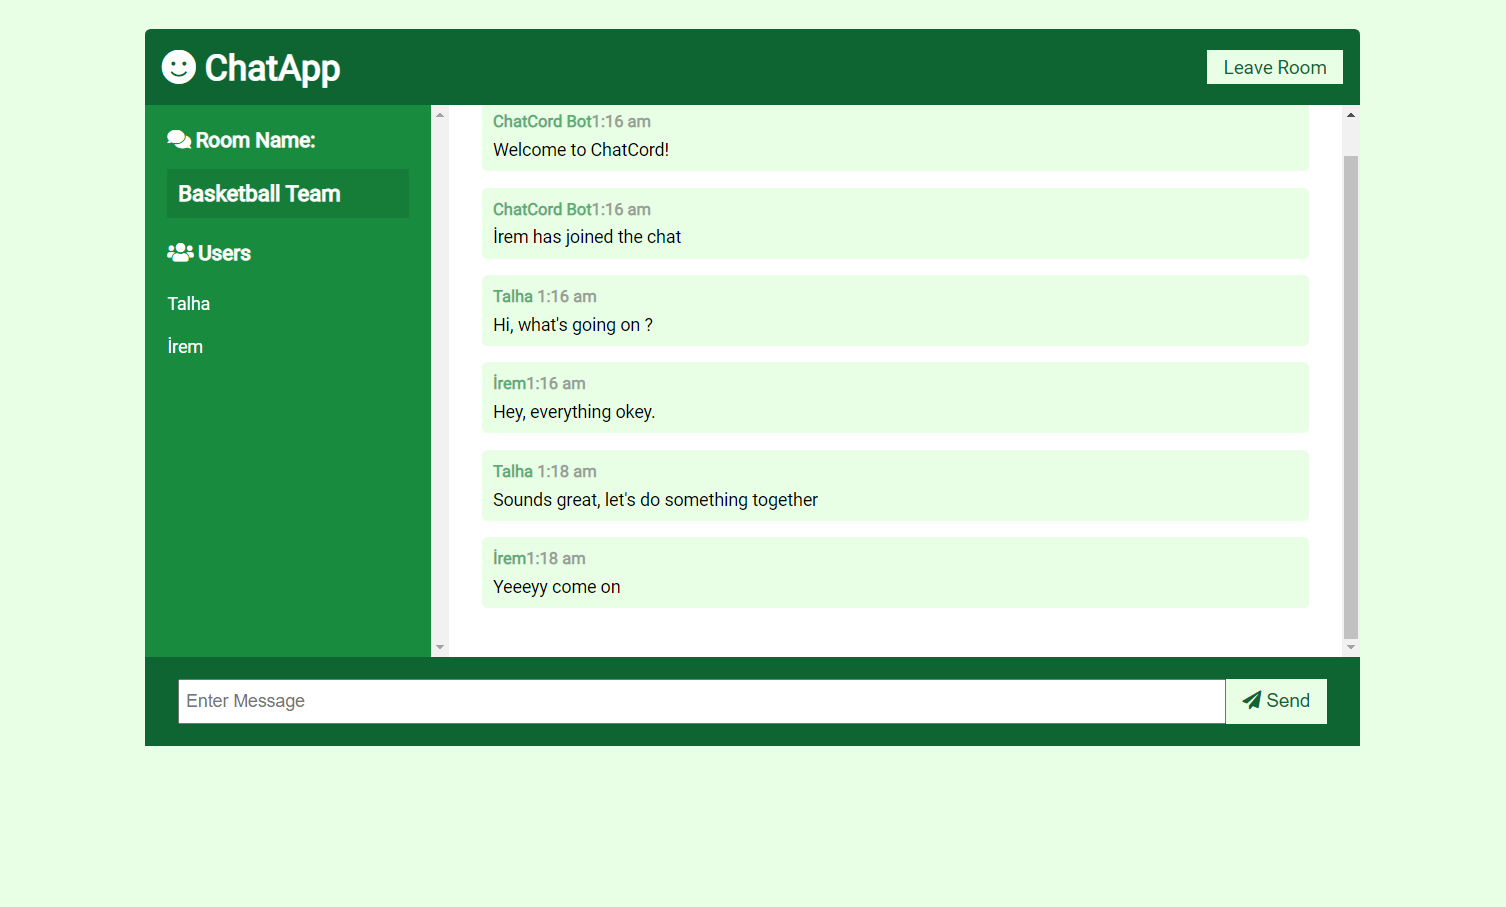 ChatApp
Leave Room
Room Name:
Basketball Team
Users
Talha
İrem
ChatCord Bot1:16 am
Welcome to ChatCord!
ChatCord Bot1:16 am
İrem has joined the chat
Talha 1:16 am
Hi, what's going on ?
İrem1:16 am
Hey, everything okey.
Talha 1:18 am
Sounds great, let's do something together
İrem1:18 am
Yeeeyy come on
Enter Message
Send